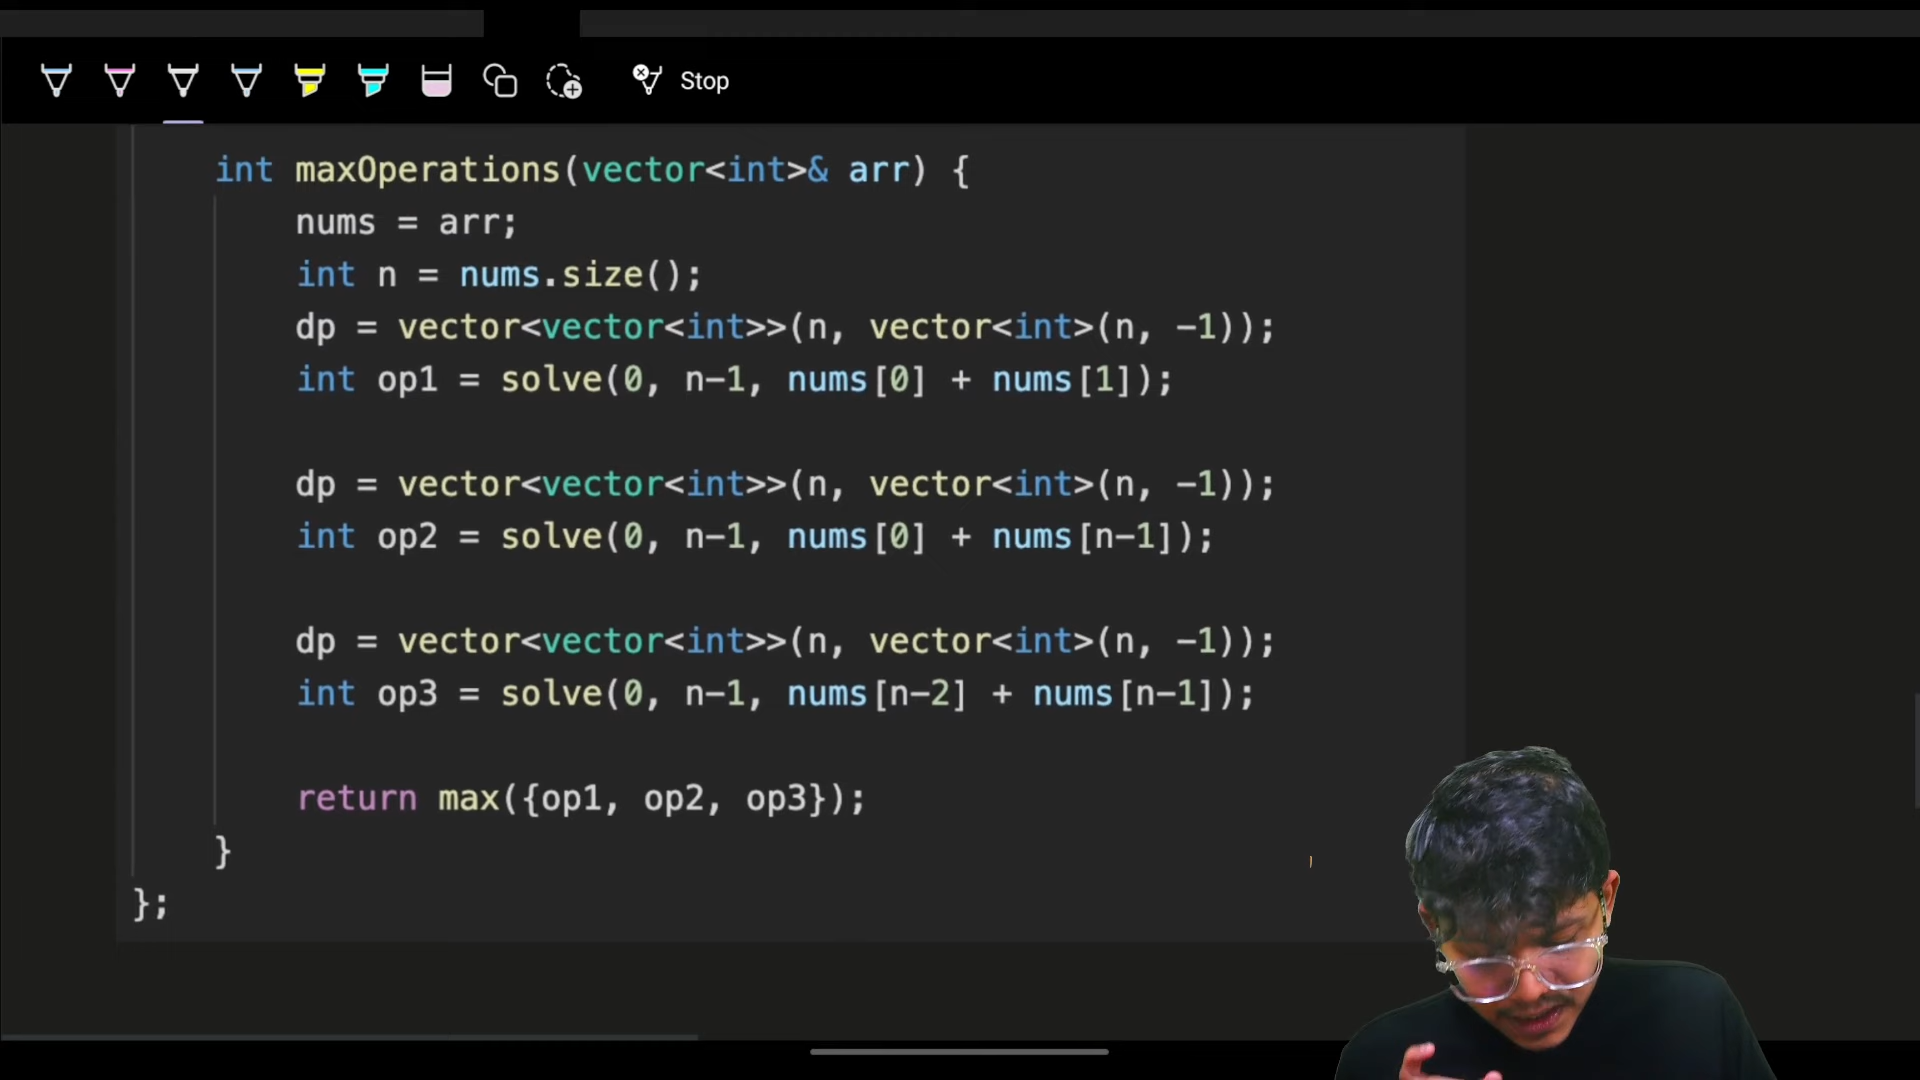 Stop
int maxOperations(vector<int>& arr) {
nums = arr;
int n = nums.size();
dp = vector<vector<int>>(n, vector<int>(n, -1));
int op1 = solve(0, n-1, nums[0] + nums[1]);
dp = vector<vector<int>>(n, vector<int>(n, -1));
int op2 = solve(0, n-1, nums[0] + nums[n-1]);
dp = vector<vector<int>>(n, vector<int>(n, -1));
int op3 = solve(0, n-1, nums[n-2] + nums[n-1]);
return max({op1, op2, op3});
}
};